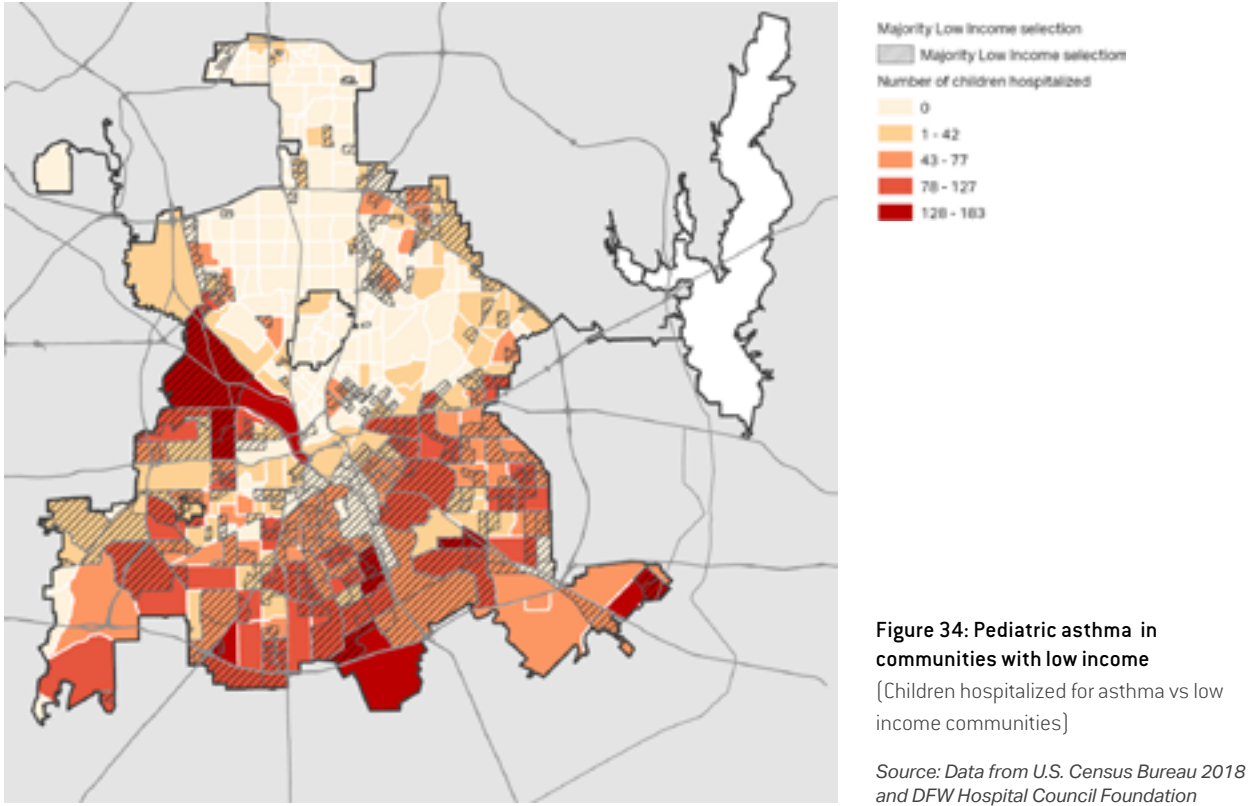 Majority Low Income selection
Majority Low Income selection
Number of children hospitalized
0
1 - 42
43 - 77
78 - 127
128 - 183
Figure 34: Pediatric asthma in
communities with low income
(Children hospitalized for asthma vs low
income communities)
Source: Data from U.S. Census Bureau 2018
and DFW Hospital Council Foundation